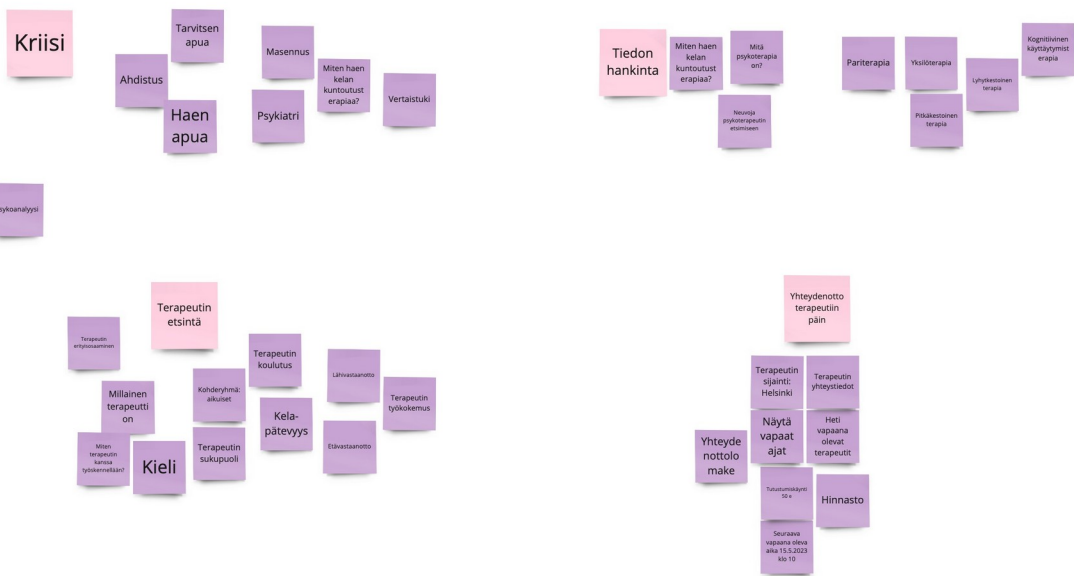 Kriisi
Tarvitsen
apua
Ahdistus
Haen
apua
Masennus
Miten haen
kelan
kuntoutust
erapiaa?
Psykiatri
Vertaistuki
Tiedon
hankinta
Miten haen
kelan
kuntoutust
erapiaa?
Mitä
psykoterapia
on?
Neuvoja
psykoterapeutin
etsimiseen
Pariterapia
Yksilöterapia
Pitkäkestoinen
terapia
Lyhytkestoinen
terapia
Kognitiivinen
käyttäytymist
erapia
sykoanalyysi
Terapeutin
etsintä
Terapeutin
erityisosaaminen
Millainen
terapeutti
on
Miten
terapeutin
kanssa
työskennellään?
Kieli
Kohderyhmä:
aikuiset
Terapeutin
sukupuoli
Terapeutin
koulutus
Kela-
pätevyys
Lähivastaanotto
Etävastaanotto
Terapeutin
työkokemus
Yhteydenotto
terapeutiin
päin
Terapeutin
sijainti:
Helsinki
Terapeutin
yhteystiedot
Näytä
vapaat
ajat
Heti
vapaana
olevat
terapeutit
Yhteyde
nottolo
make
Tutustumiskäynti
50 e
Hinnasto
Seuraava
vapaana oleva
aika 15.5.2023
klo 10